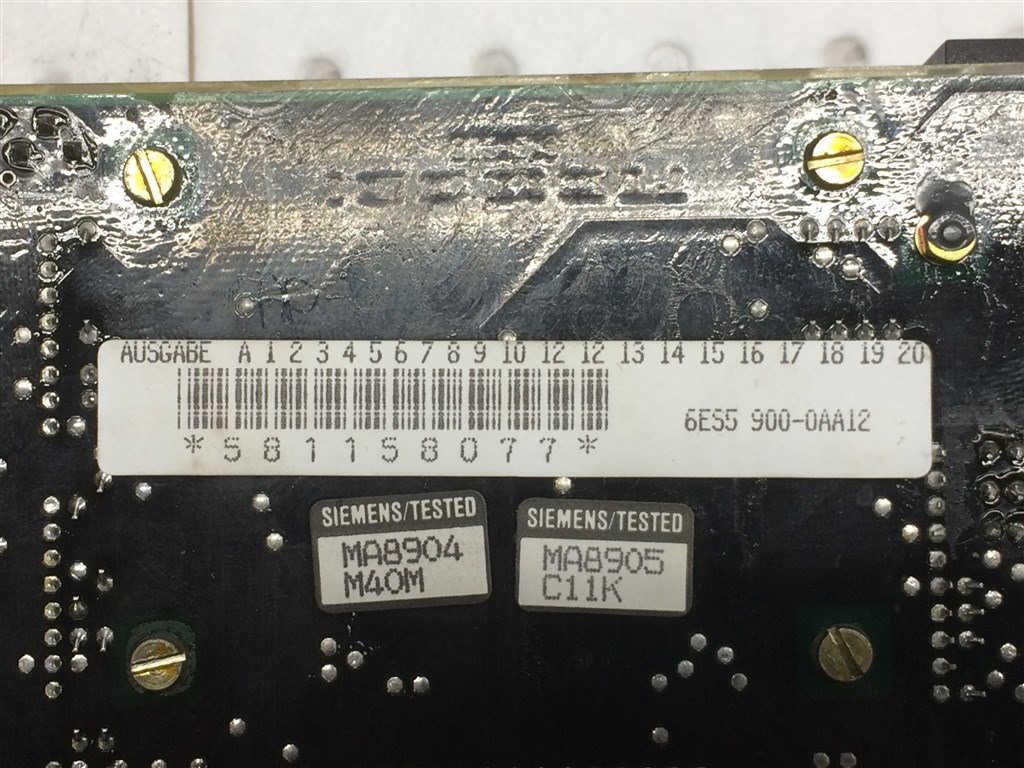 AUSGABE A 1 2 3 4 5 6 7 8 9 10 12 12 13 14 15 16 17 18 19 20
6ES5 900-0AA12
*581158077*
SIEMENS/TESTED
MA8904
M40M
SIEMENS/TESTED
MA8905
C11K